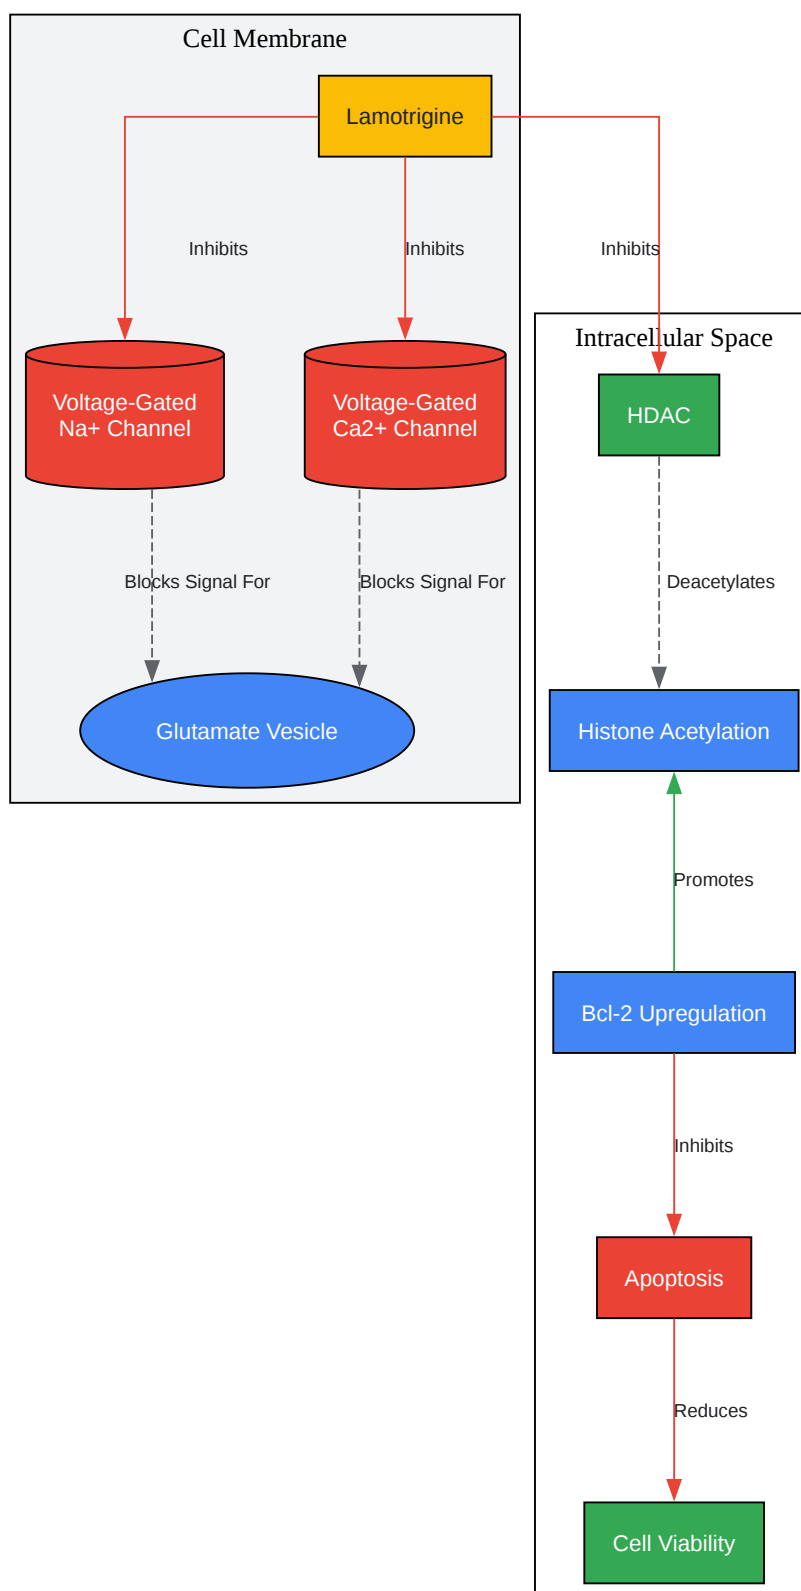 Cell Membrane
Lamotrigine
Inhibits
Inhibits
Inhibits
Intracellular Space
Voltage-Gated
Na+ Channel
Voltage-Gated
Ca2+ Channel
HDAC
Blocks Signal For
Blocks Signal For
Deacetylates
Glutamate Vesicle
Histone Acetylation
Promotes
Bcl-2 Upregulation
Inhibits
Apoptosis
Reduces
Cell Viability